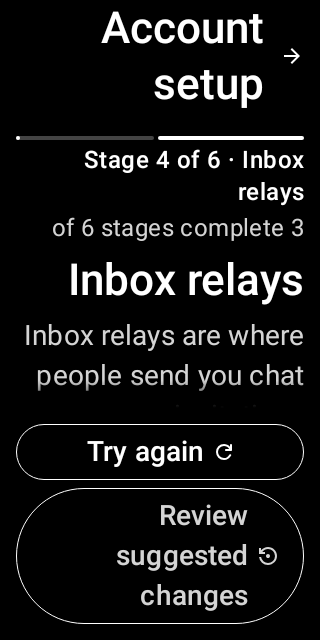 Account
setup
Stage 4 of 6 · Inbox
relays
of 6 stages complete 3
Inbox relays
Inbox relays are where
people send you chat
Try again
Review
suggested
changes